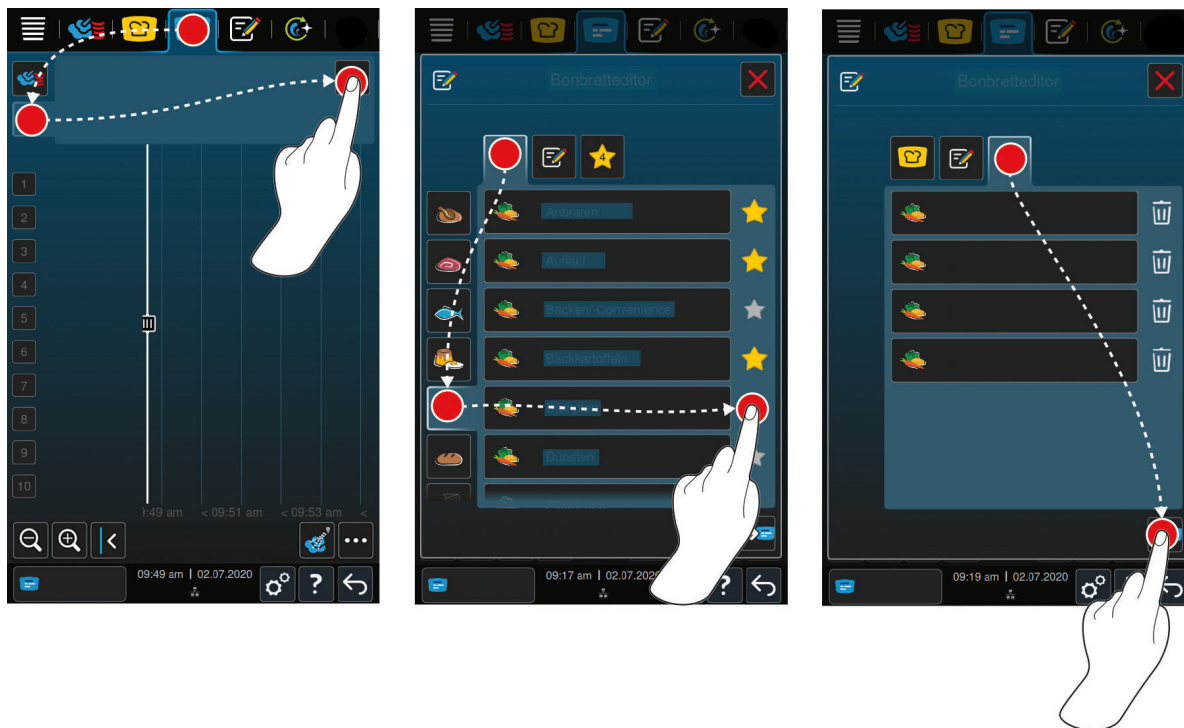 1
2
3
4
5
6
7
8
9
10
:49 am < 09:51 am < 09:53 am <
09:49 am | 02.07.2020
?
Bonbretteditor
4
Anbraten
Auflauf
Backen/ Convenience
Backkartoffeln
Dünsten
09:17 am | 02.07.2020
?
Bonbretteditor
09:19 am | 02.07.2020